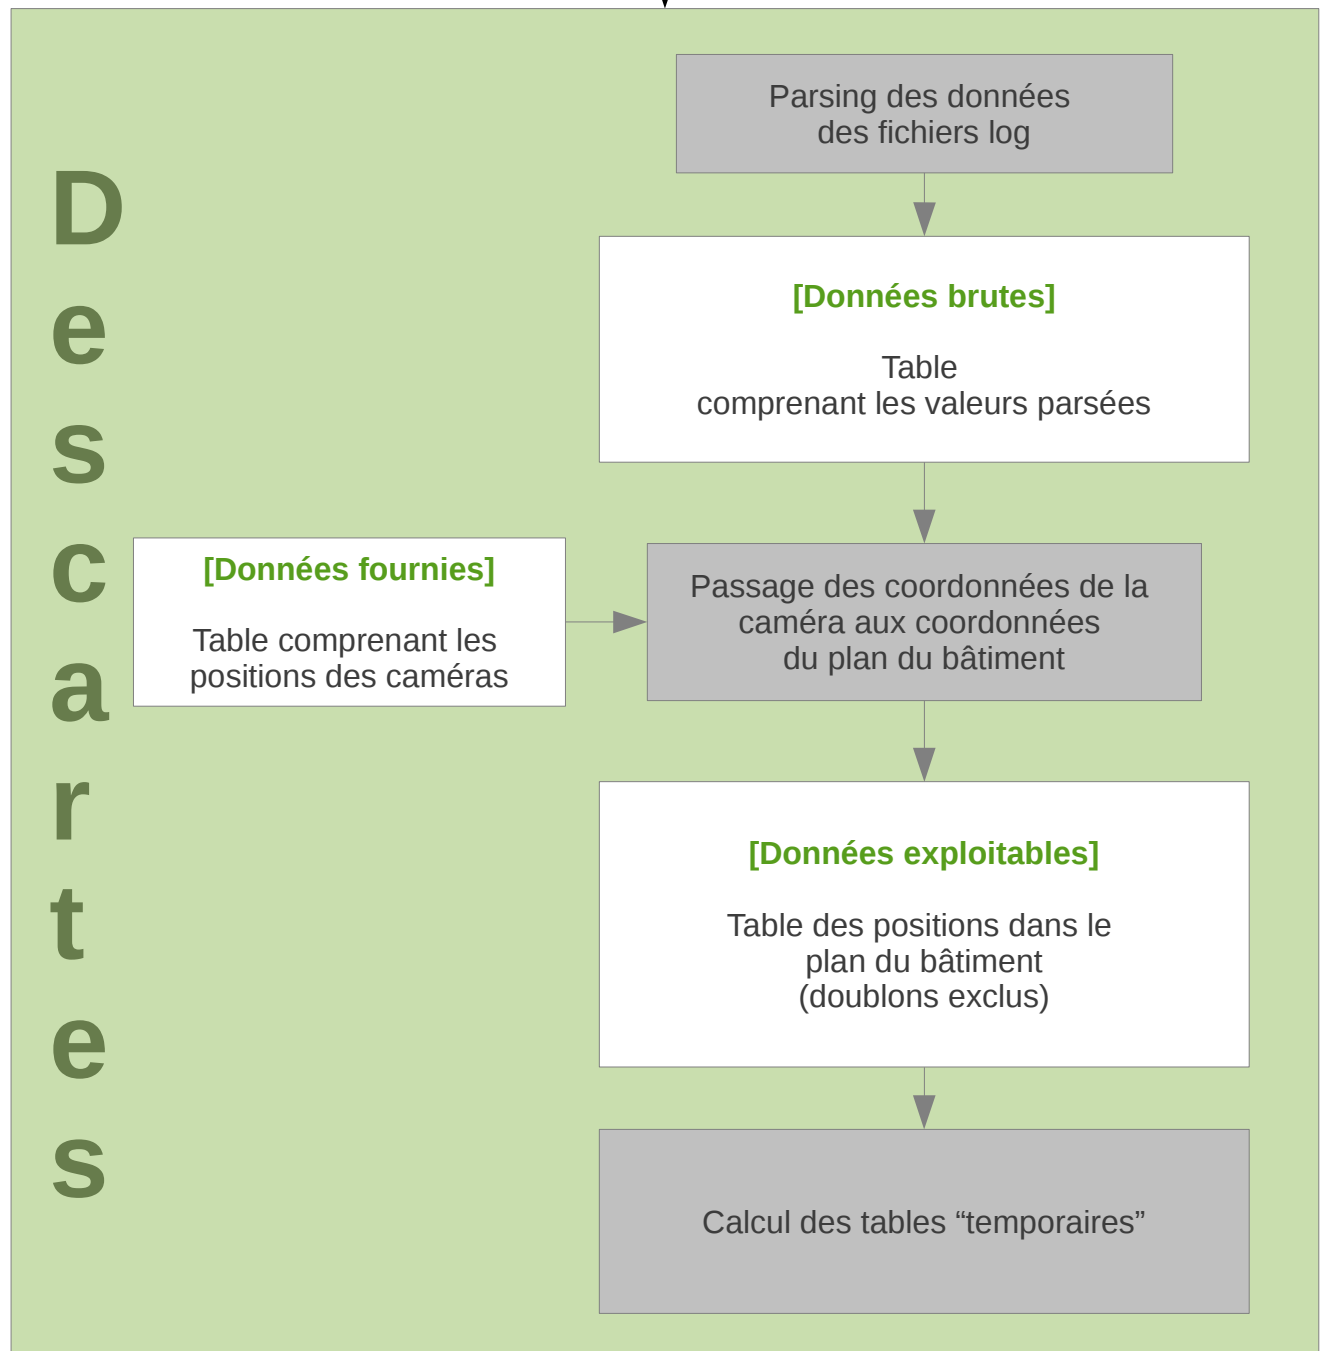 Descartes
Parsing des données
des fichiers log
[Données brutes]
Table
comprenant les valeurs parsées
[Données fournies]
Table comprenant les
positions des caméras
Passage des coordonnées de la
caméra aux coordonnées
du plan du bâtiment
[Données exploitables]
Table des positions dans le
plan du bâtiment
(doublons exclus)
Calcul des tables “temporaires”